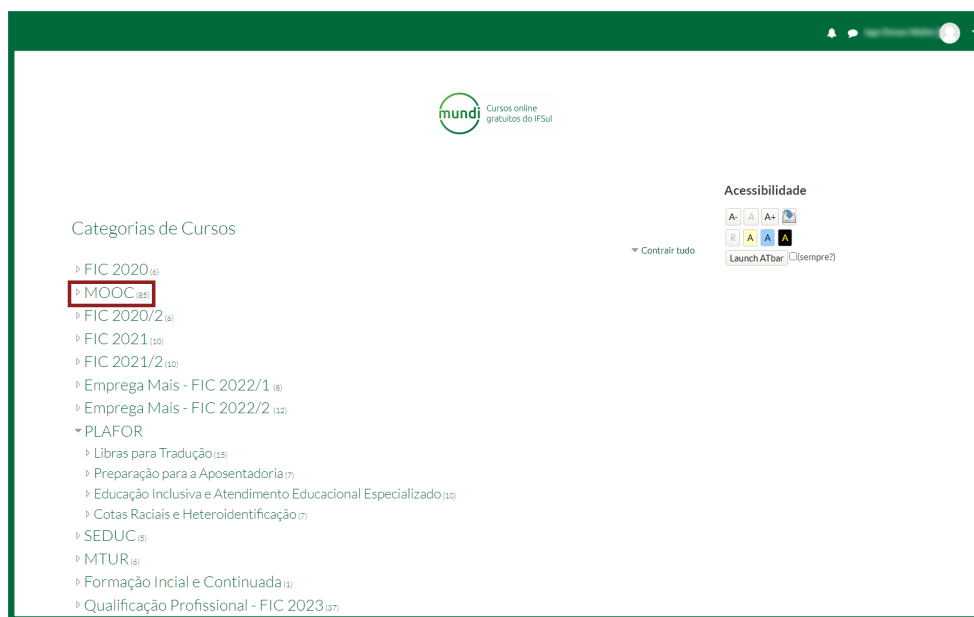 mundi
Cursos online
gratuitos do IFSul
Acessibilidade
A- A A+
R A A A
Launch ATbar (sempre?)
Categorias de Cursos
Contrair tudo
FIC 2020 (6)
MOOC (85)
FIC 2020/2 (6)
FIC 2021 (10)
FIC 2021/2 (10)
Emprega Mais - FIC 2022/1 (8)
Emprega Mais - FIC 2022/2 (12)
PLAFOR
Libras para Tradução (15)
Preparação para a Aposentadoria (7)
Educação Inclusiva e Atendimento Educacional Especializado (10)
Cotas Raciais e Heteroidentificação (7)
SEDUC (5)
MTUR (6)
Formação Incial e Continuada (1)
Qualificação Profissional - FIC 2023 (37)